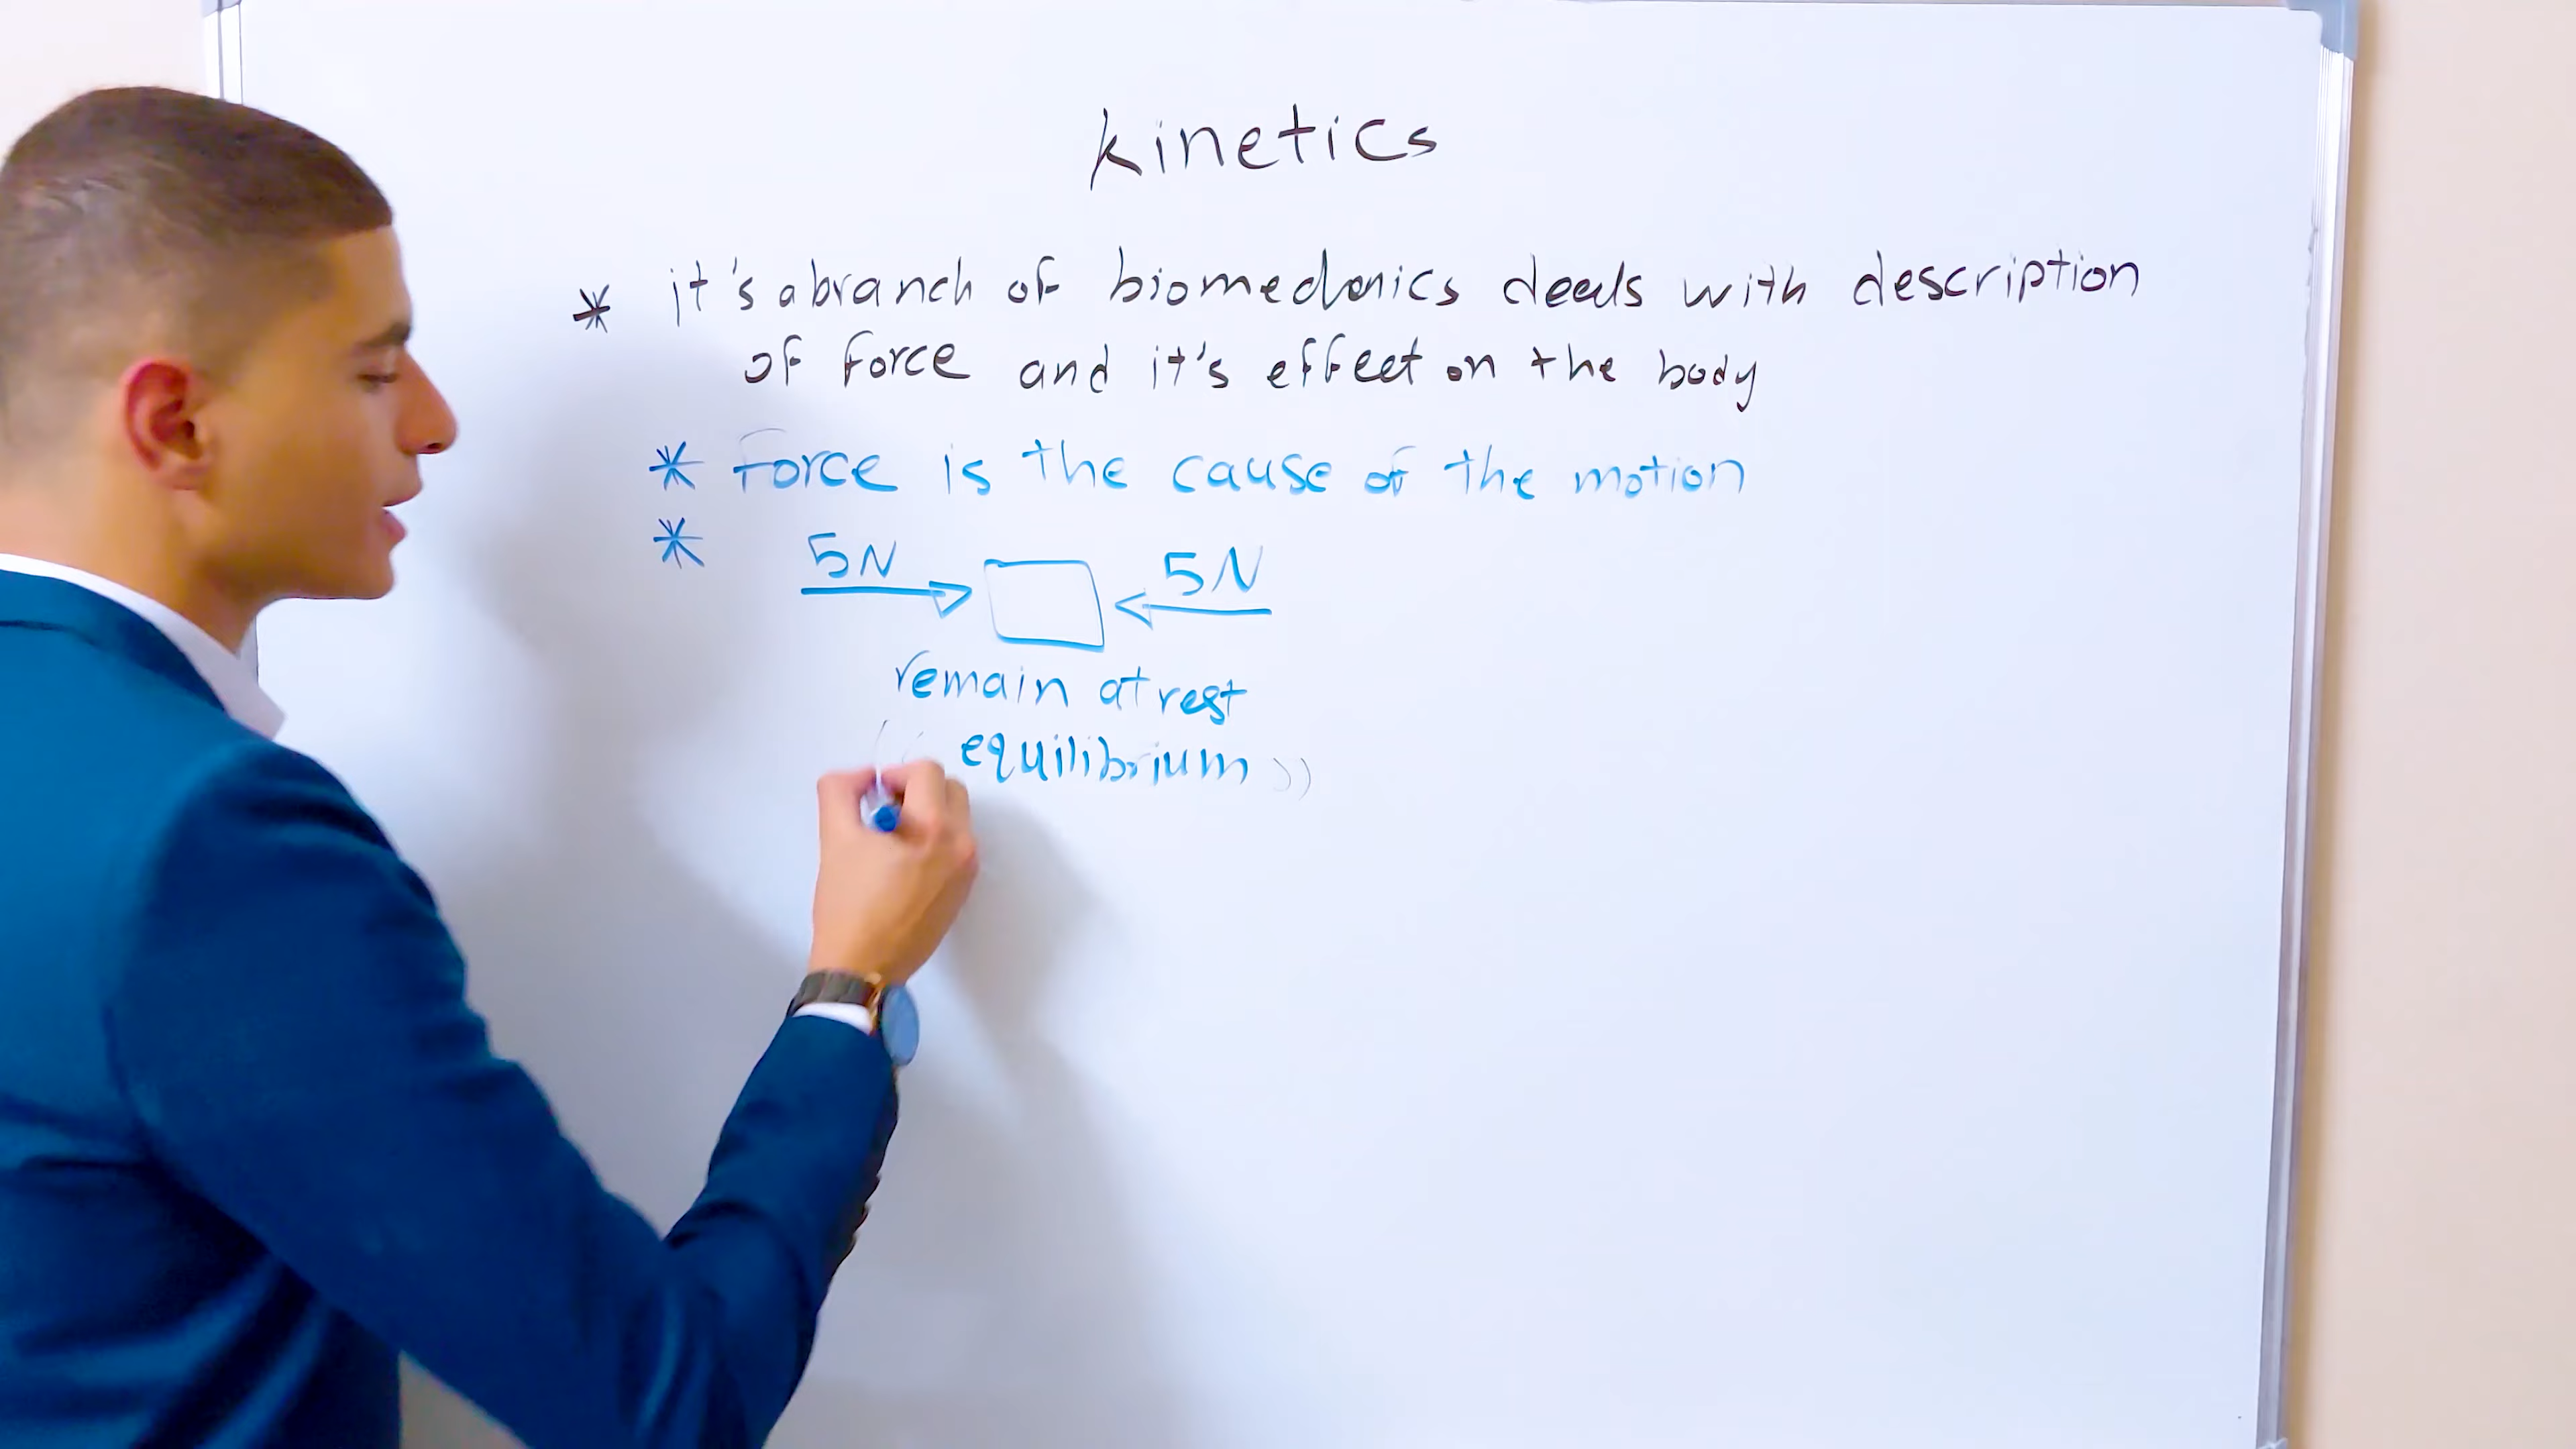 kinetics
* it's a branch of biomechanics deals with description
of force and it's effect on the body
* Force is the cause of the motion
*
5N 5N
remain at rest
(( equilibrium ))